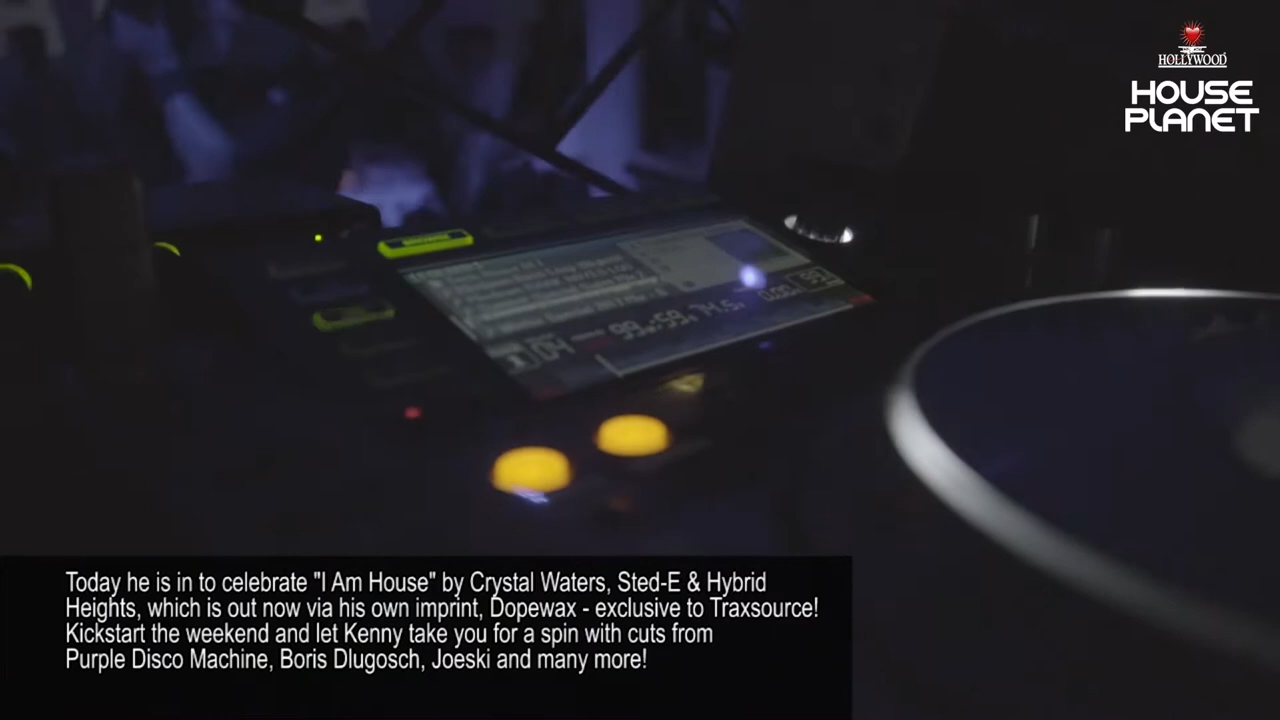 HOLLYWOOD
HOUSE
PLANET
Today he is in to celebrate "I Am House" by Crystal Waters, Sted-E & Hybrid
Heights, which is out now via his own imprint, Dopewax - exclusive to Traxsource!
Kickstart the weekend and let Kenny take you for a spin with cuts from
Purple Disco Machine, Boris Dlugosch, Joeski and many more!